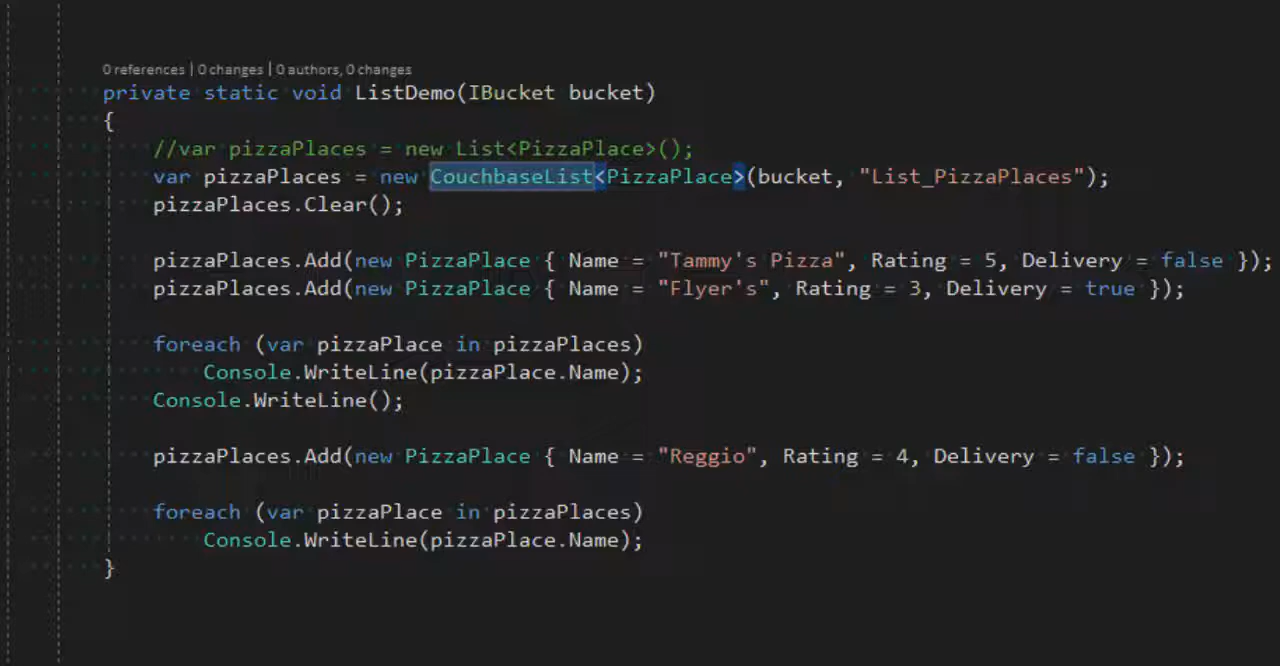 0 references | 0 changes | 0 authors, 0 changes
private static void ListDemo(IBucket bucket)
{
//var pizzaPlaces = new List<PizzaPlace>();
var pizzaPlaces = new CouchbaseList<PizzaPlace>(bucket, "List_PizzaPlaces");
pizzaPlaces.Clear();
pizzaPlaces.Add(new PizzaPlace { Name = "Tammy's Pizza", Rating = 5, Delivery = false });
pizzaPlaces.Add(new PizzaPlace { Name = "Flyer's", Rating = 3, Delivery = true });
foreach (var pizzaPlace in pizzaPlaces)
Console.WriteLine(pizzaPlace.Name);
Console.WriteLine();
pizzaPlaces.Add(new PizzaPlace { Name = "Reggio", Rating = 4, Delivery = false });
foreach (var pizzaPlace in pizzaPlaces)
Console.WriteLine(pizzaPlace.Name);
}